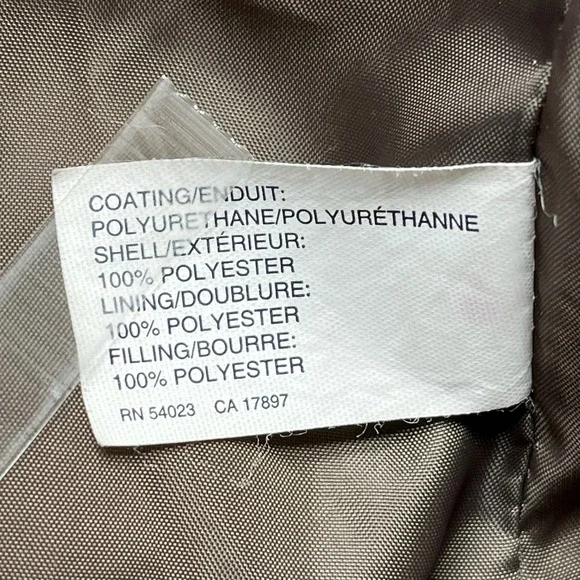 COATING/ENDUIT:
POLYURETHANE/POLYURÉTHANNE
SHELL/EXTÉRIEUR:
100% POLYESTER
LINING/DOUBLURE:
100% POLYESTER
FILLING/BOURRE:
100% POLYESTER
RN 54023 CA 17897